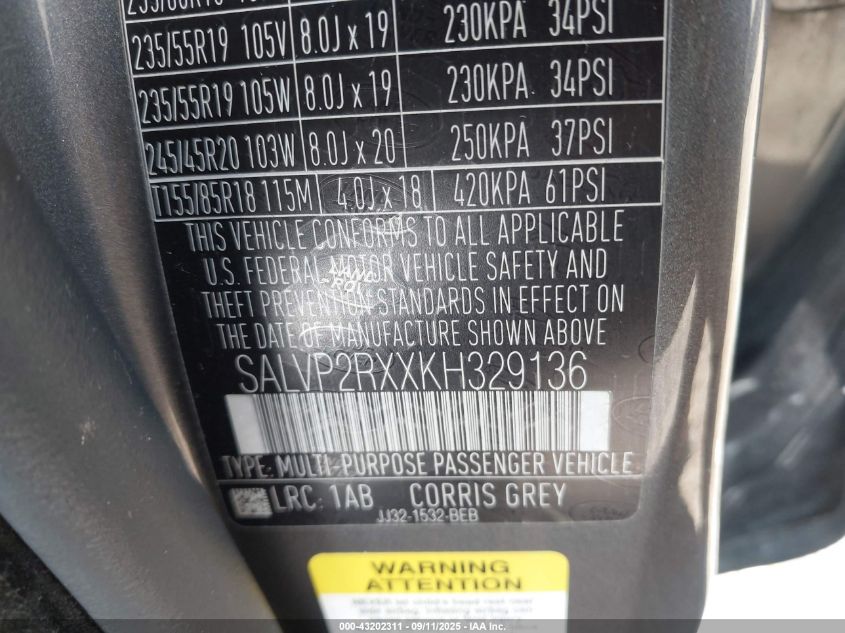 235/55R19 105V 8.0J x 19 230KPA 34PSI
235/55R19 105W 8.0J x 19 230KPA 34PSI
245/45R20 103W 8.0J x 20 250KPA 37PSI
T155/85R18 115M 4.0J x 18 420KPA 61PSI
THIS VEHICLE CONFORMS TO ALL APPLICABLE
U.S. FEDERAL MOTOR VEHICLE SAFETY AND
THEFT PREVENTION STANDARDS IN EFFECT ON
THE DATE OF MANUFACTURE SHOWN ABOVE
SALVP2RXXKH329136
TYPE: MULTI-PURPOSE PASSENGER VEHICLE
LRC: 1AB CORRIS GREY
JJ32-1532-BEB
WARNING
ATTENTION
000-43202311 - 09/11/2025 - IAA Inc.